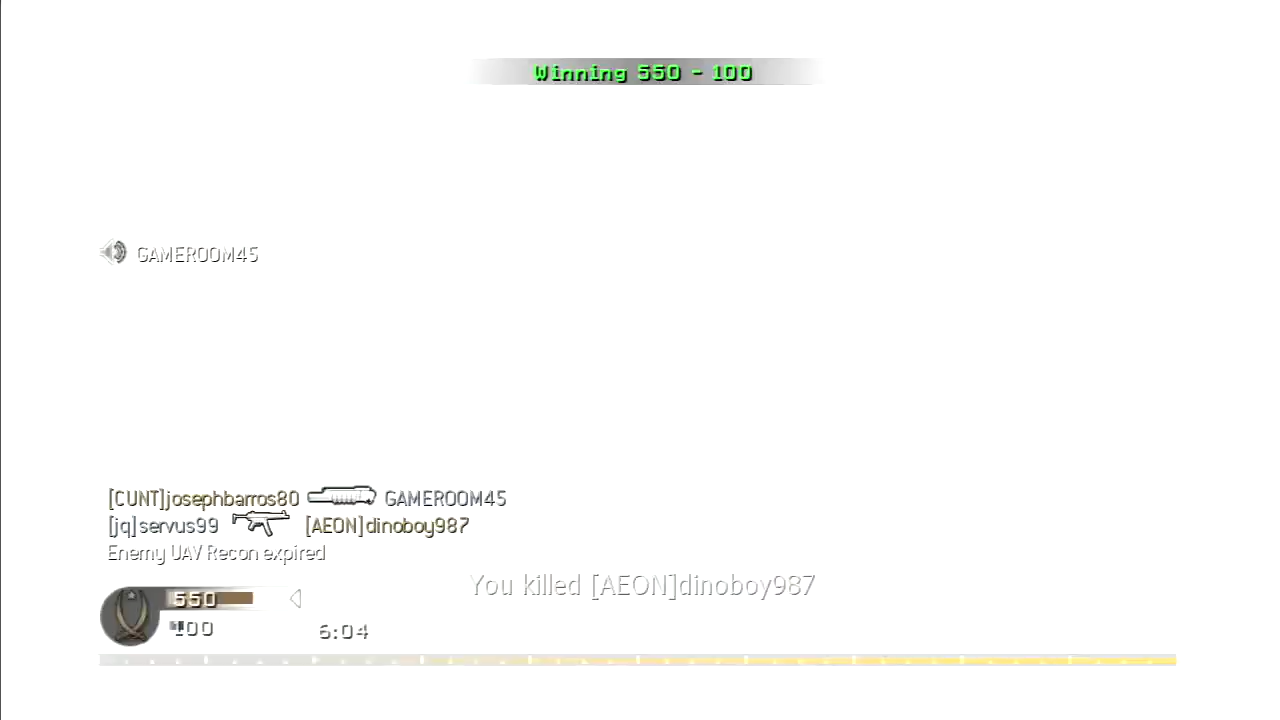 Winning 550 - 100
GAMEROOM45
[CUNT]josephbarros80 GAMEROOM45
[jq]servus99 [AEON]dinoboy987
Enemy UAV Recon expired
You killed [AEON]dinoboy987
550
100 6:04